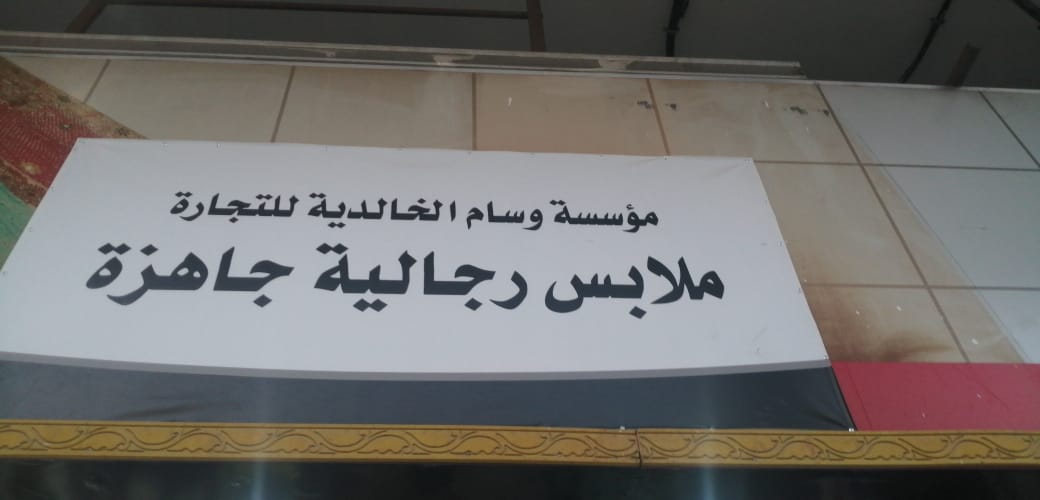 مؤسسة وسام الخالدية للتجارة
ملابس رجالية جاهزة